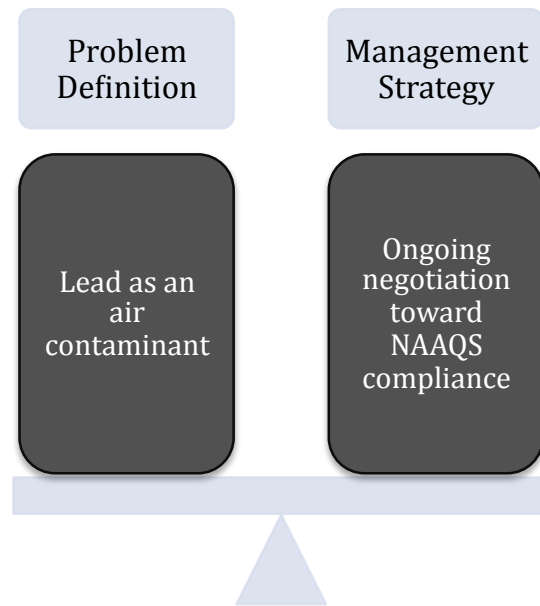 Problem
Definition
Management
Strategy
Lead as an
air
contaminant
Ongoing
negotiation
toward
NAAQS
compliance